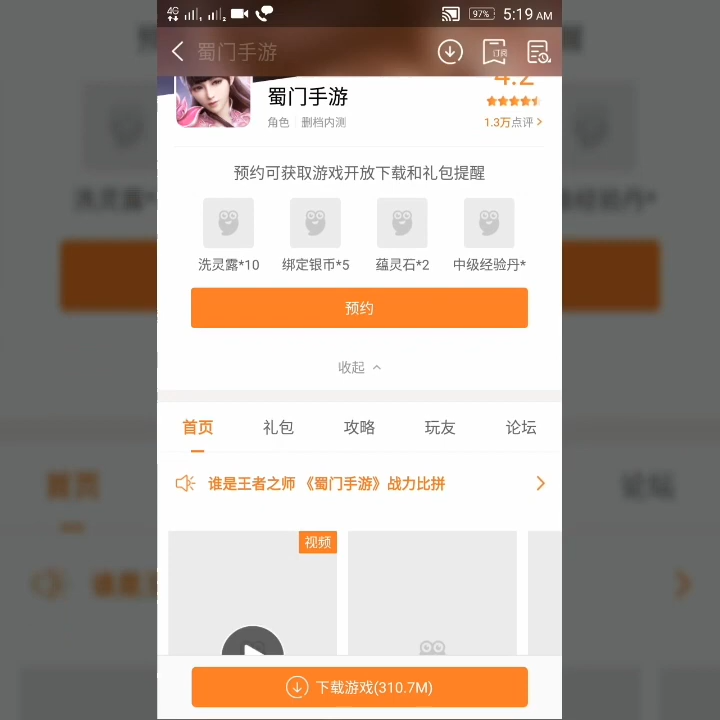 4G 97% 5:19 AM
蜀门手游 订阅
蜀门手游 4.2
角色 删档内测 1.3万点评
预约可获取游戏开放下载和礼包提醒
洗灵露*10 绑定银币*5 蕴灵石*2 中级经验丹*
预约
收起
首页 礼包 攻略 玩友 论坛
谁是王者之师 《蜀门手游》战力比拼
视频
下载游戏(310.7M)